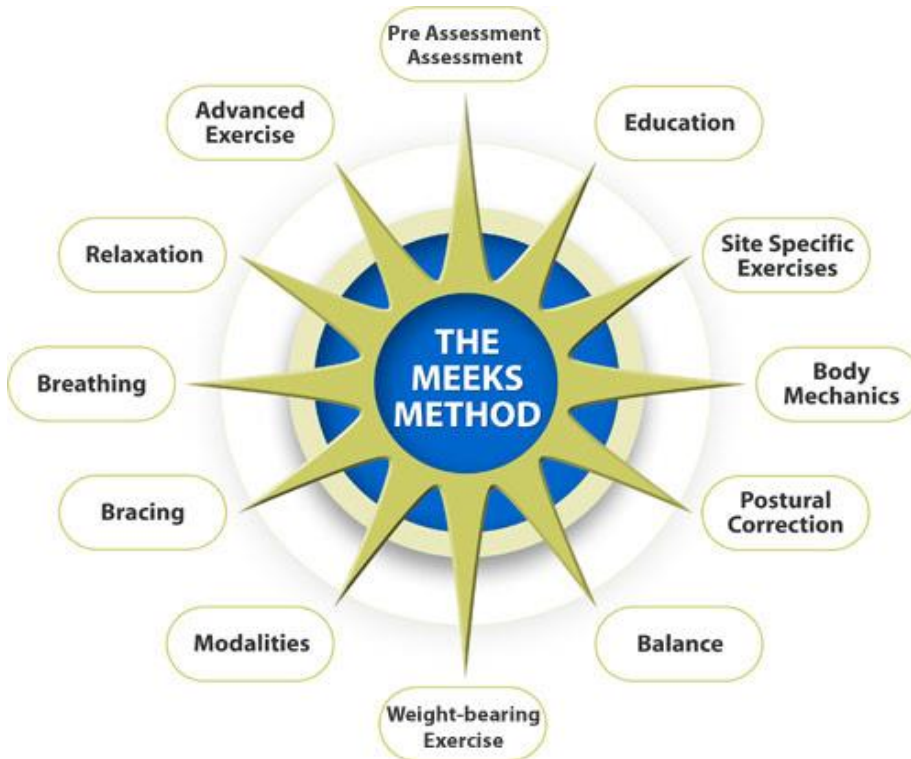 Pre Assessment
Assessment
Education
Site Specific
Exercises
Body
Mechanics
Postural
Correction
Balance
Weight-bearing
Exercise
Modalities
Bracing
Breathing
Relaxation
Advanced
Exercise
THE
MEEKS
METHOD